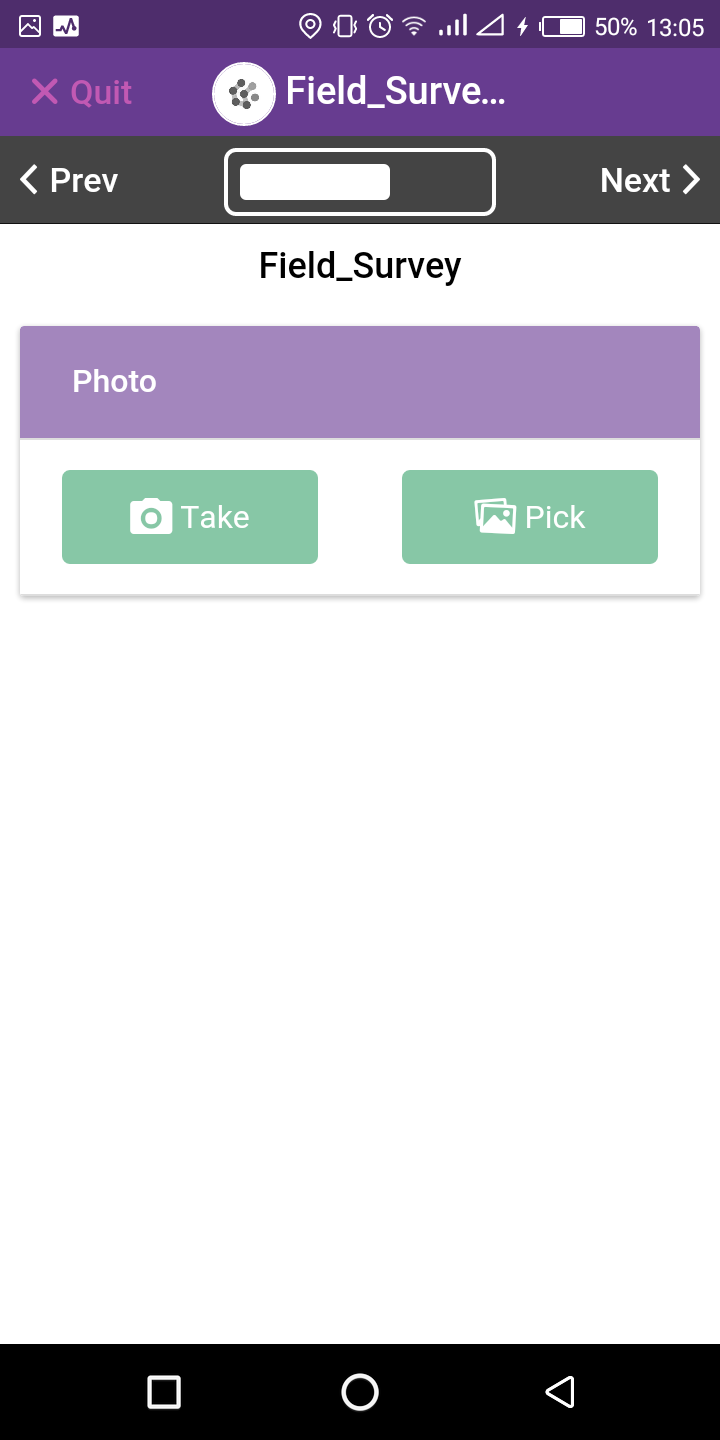 50% 13:05
Quit Field_Surve...
Prev Next
Field_Survey
Photo
Take Pick